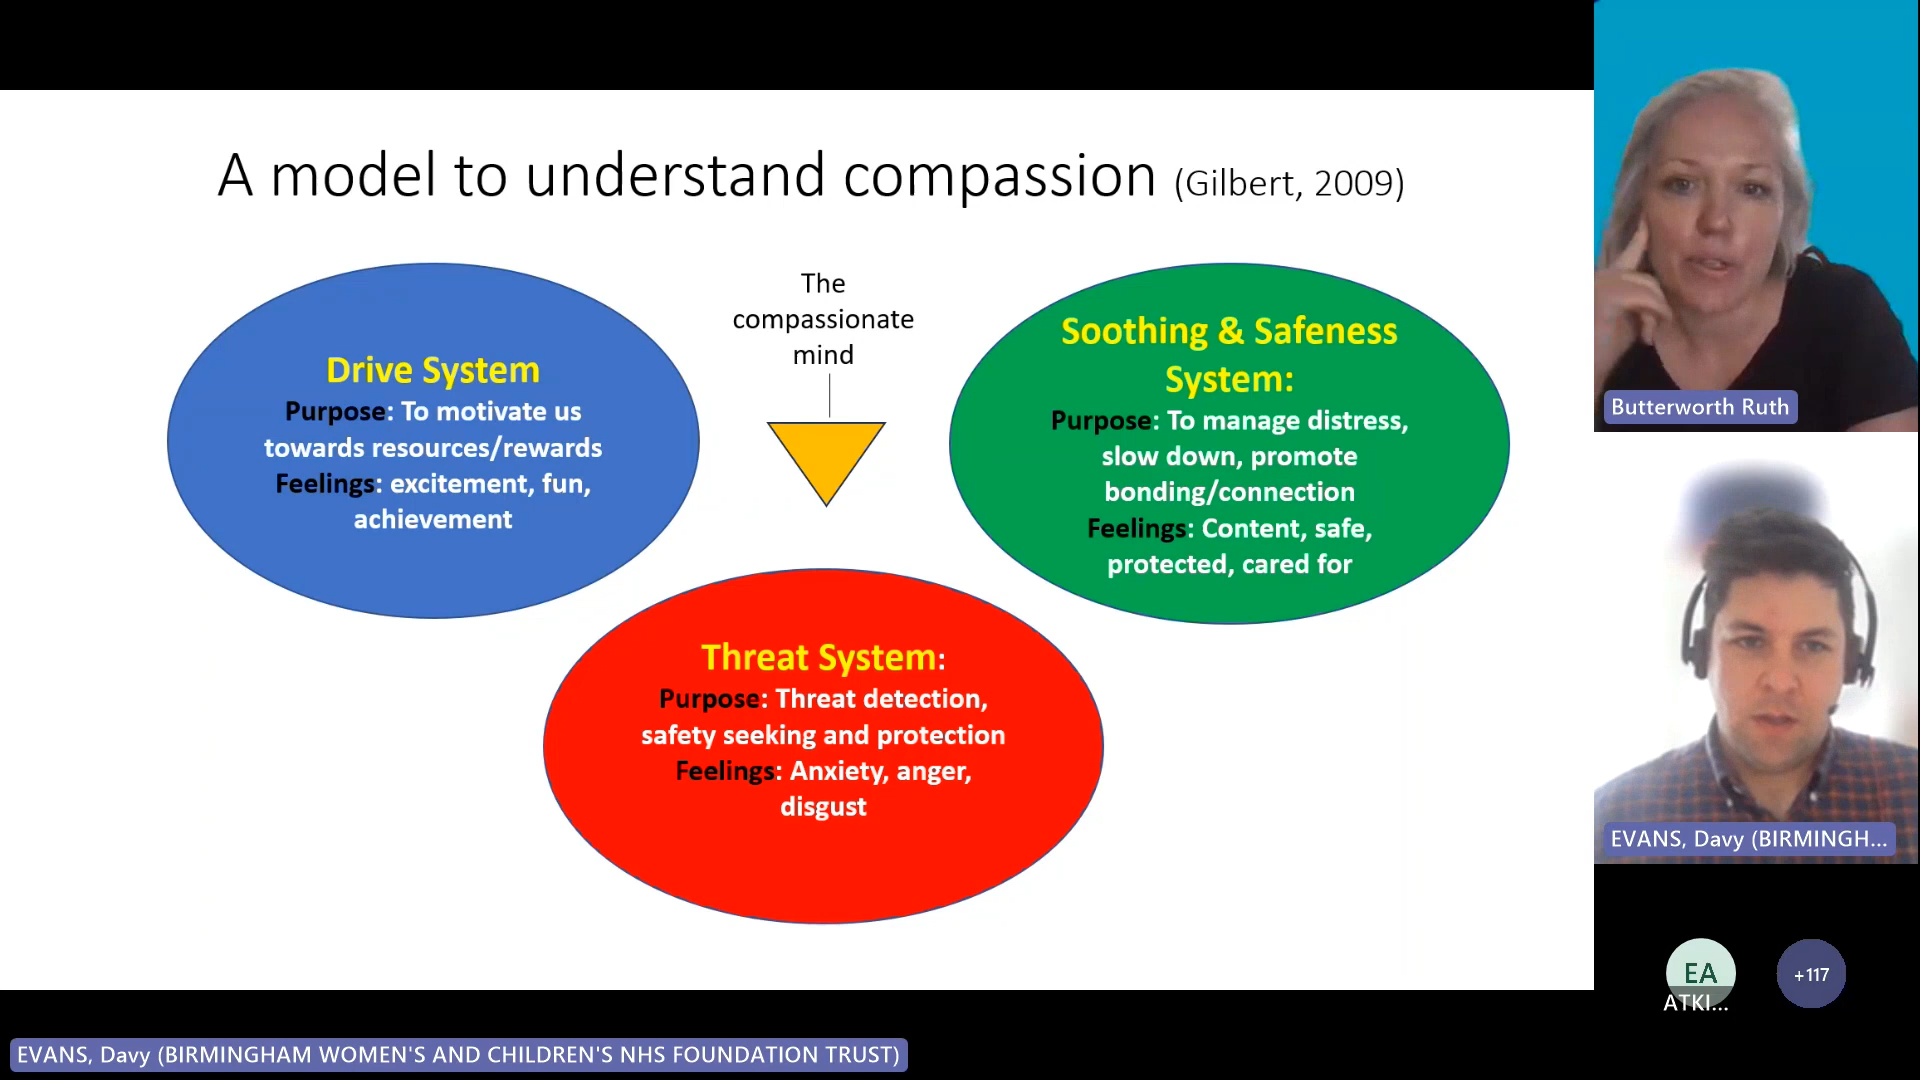 A model to understand compassion (Gilbert, 2009)
The
compassionate
mind
Drive System
Purpose: To motivate us
towards resources/rewards
Feelings: excitement, fun,
achievement
Soothing & Safeness
System:
Purpose: To manage distress,
slow down, promote
bonding/connection
Feelings: Content, safe,
protected, cared for
Threat System:
Purpose: Threat detection,
safety seeking and protection
Feelings: Anxiety, anger,
disgust
Butterworth Ruth
EVANS, Davy (BIRMINGH...
EA
ATKI...
+117
EVANS, Davy (BIRMINGHAM WOMEN'S AND CHILDREN'S NHS FOUNDATION TRUST)